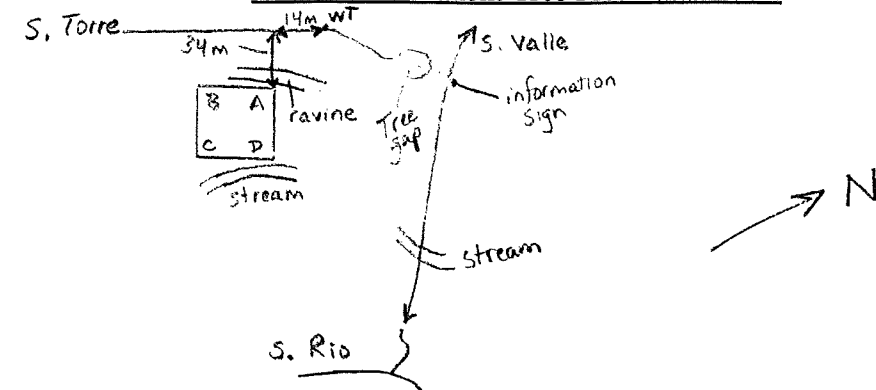 S. Torre
14m WT
34m
S. Valle
information
sign
B A
ravine
Tree
gap
C D
stream
stream
N
S. Rio